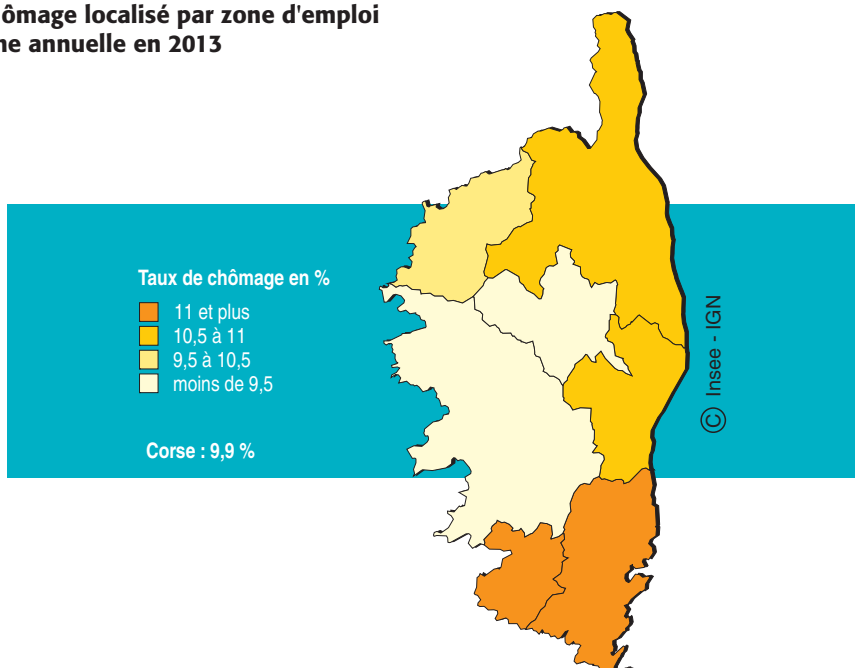 ômage localisé par zone d'emploi
ne annuelle en 2013
Taux de chômage en %
11 et plus
10,5 à 11
9,5 à 10,5
moins de 9,5
Corse : 9,9 %
© Insee - IGN